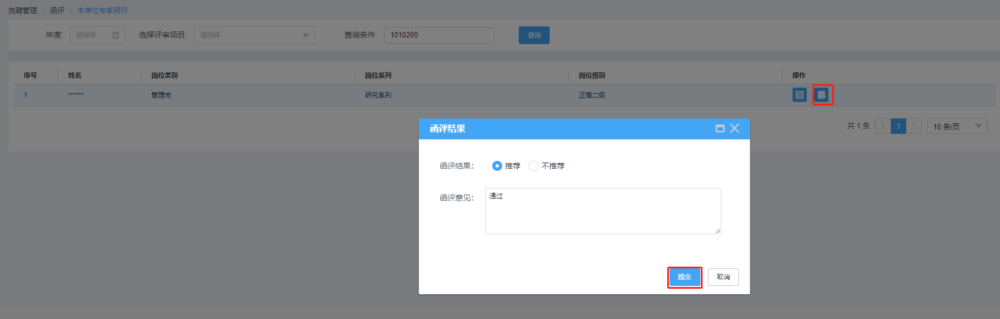 岗聘管理 > 函评 > 本单位专家函评
年度: 选择年 选择评审项目: 请选择 查询条件: 1010200 查询
序号 姓名 岗位类别 岗位系列 岗位级别 操作
1 ****** 管理岗 研究系列 正高二级
共 1 条 < 1 > 10 条/页
函评结果
函评结果: 推荐 不推荐
函评意见: 通过
提交 取消